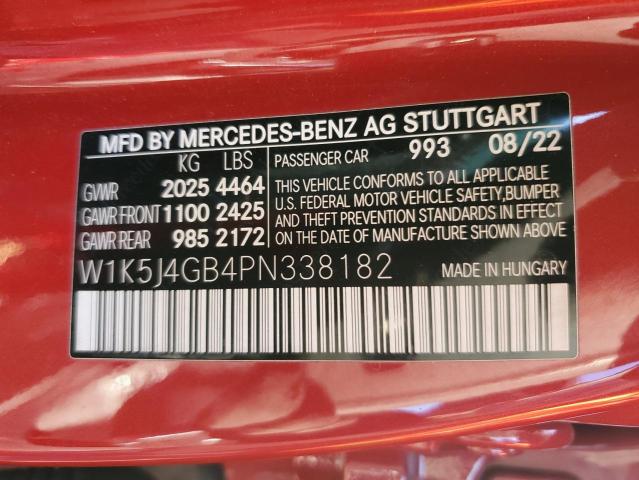 MFD BY MERCEDES-BENZ AG STUTTGART
KG LBS PASSENGER CAR 993 08/22
GVWR 2025 4464 THIS VEHICLE CONFORMS TO ALL APPLICABLE
U.S. FEDERAL MOTOR VEHICLE SAFETY,BUMPER
GAWR FRONT 1100 2425 AND THEFT PREVENTION STANDARDS IN EFFECT
GAWR REAR 985 2172 ON DATE OF MANUFACTURE SHOWN ABOVE.
W1K5J4GB4PN338182 MADE IN HUNGARY